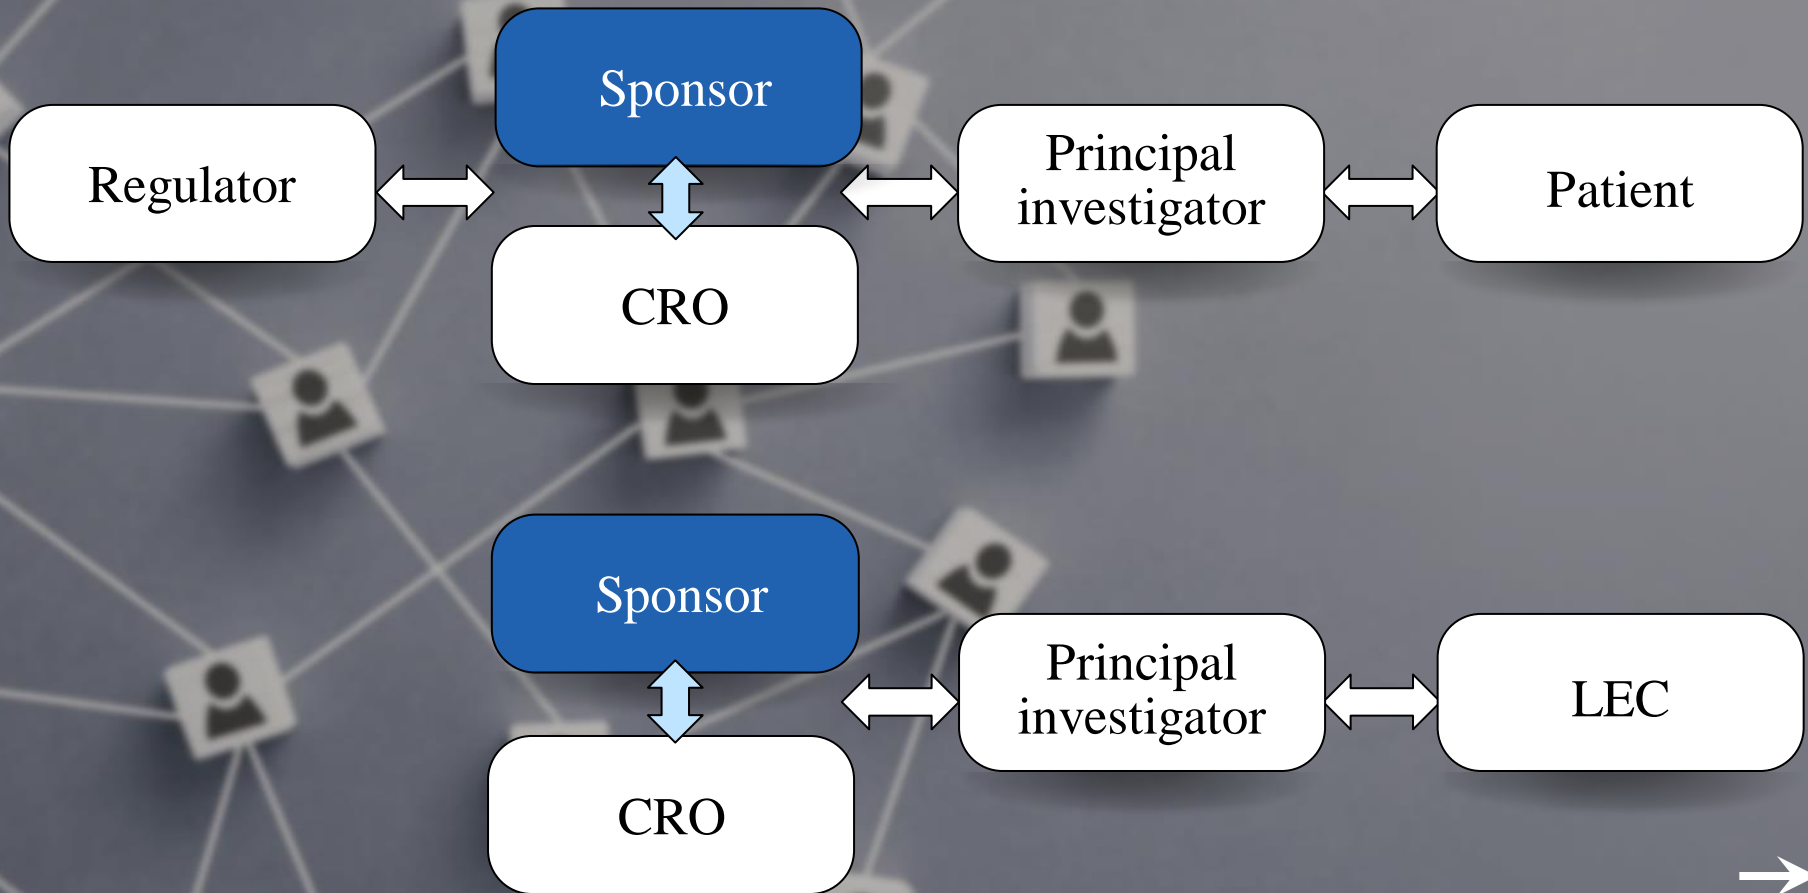 Sponsor
Regulator
Principal
investigator
Patient
CRO
Sponsor
Principal
investigator
LEC
CRO